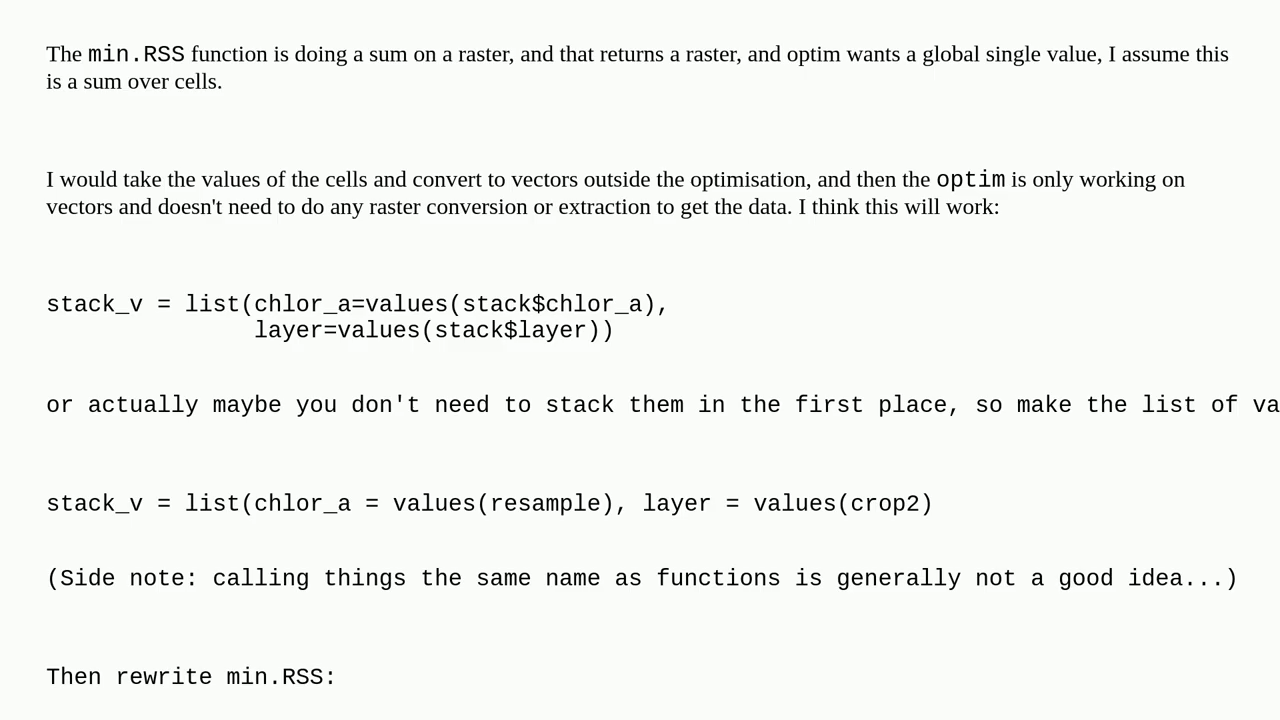 The min.RSS function is doing a sum on a raster, and that returns a raster, and optim wants a global single value, I assume this
is a sum over cells.
I would take the values of the cells and convert to vectors outside the optimisation, and then the optim is only working on
vectors and doesn't need to do any raster conversion or extraction to get the data. I think this will work:
stack_v = list(chlor_a=values(stack$chlor_a),
layer=values(stack$layer))
or actually maybe you don't need to stack them in the first place, so make the list of va
stack_v = list(chlor_a = values(resample), layer = values(crop2)
(Side note: calling things the same name as functions is generally not a good idea...)
Then rewrite min.RSS: